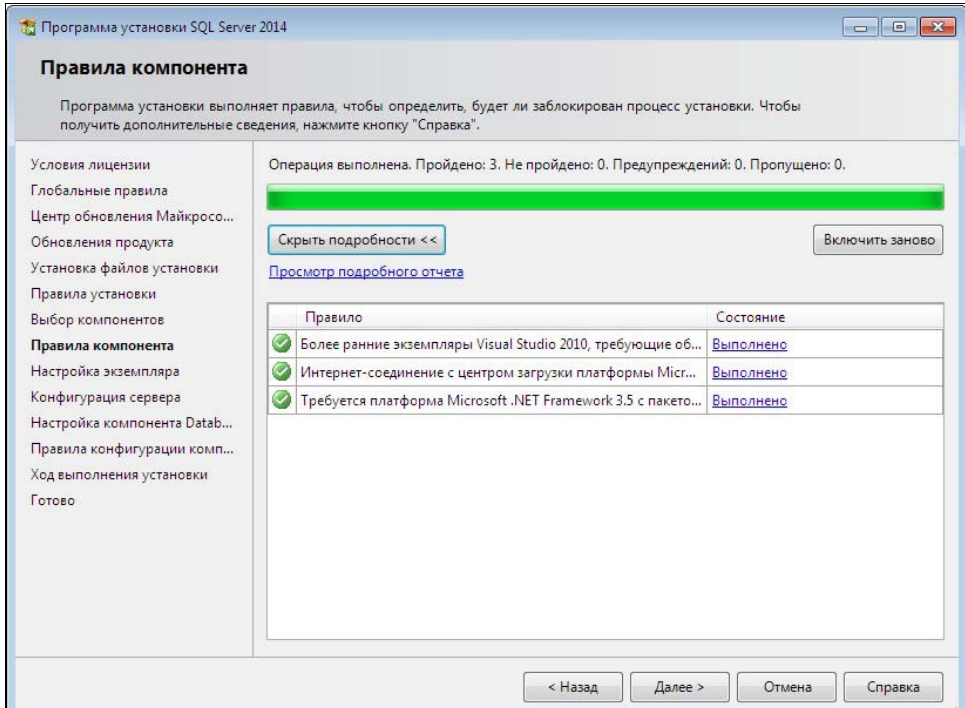 Программа установки SQL Server 2014
Правила компонента
Программа установки выполняет правила, чтобы определить, будет ли заблокирован процесс установки. Чтобы
получить дополнительные сведения, нажмите кнопку "Справка".
Условия лицензии
Глобальные правила
Центр обновления Майкросо...
Обновления продукта
Установка файлов установки
Правила установки
Выбор компонентов
Правила компонента
Настройка экземпляра
Конфигурация сервера
Настройка компонента Datab...
Правила конфигурации комп...
Ход выполнения установки
Готово
Операция выполнена. Пройдено: 3. Не пройдено: 0. Предупреждений: 0. Пропущено: 0.
Скрыть подробности <<
Включить заново
Просмотр подробного отчета
Правило Состояние
Более ранние экземпляры Visual Studio 2010, требующие об... Выполнено
Интернет-соединение с центром загрузки платформы Micr... Выполнено
Требуется платформа Microsoft .NET Framework 3.5 с пакето... Выполнено
< Назад
Далее >
Отмена
Справка